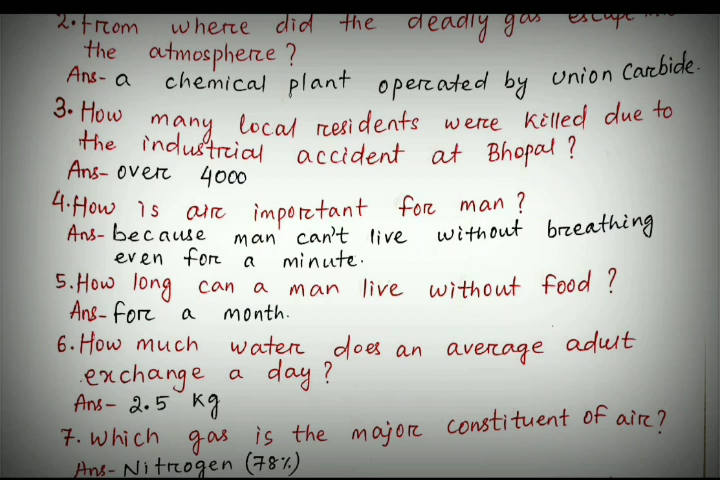 2. From where did the deadly gas escape
the atmosphere?
Ans- a chemical plant operated by Union Carbide.
3. How many local residents were killed due to
the industrial accident at Bhopal?
Ans- over 4000
4. How is air important for man?
Ans- because man can't live without breathing
even for a minute.
5. How long can a man live without food?
Ans- for a month.
6. How much water does an average adult
exchange a day?
Ans- 2.5 kg
7. Which gas is the major constituent of air?
Ans- Nitrogen (78%)